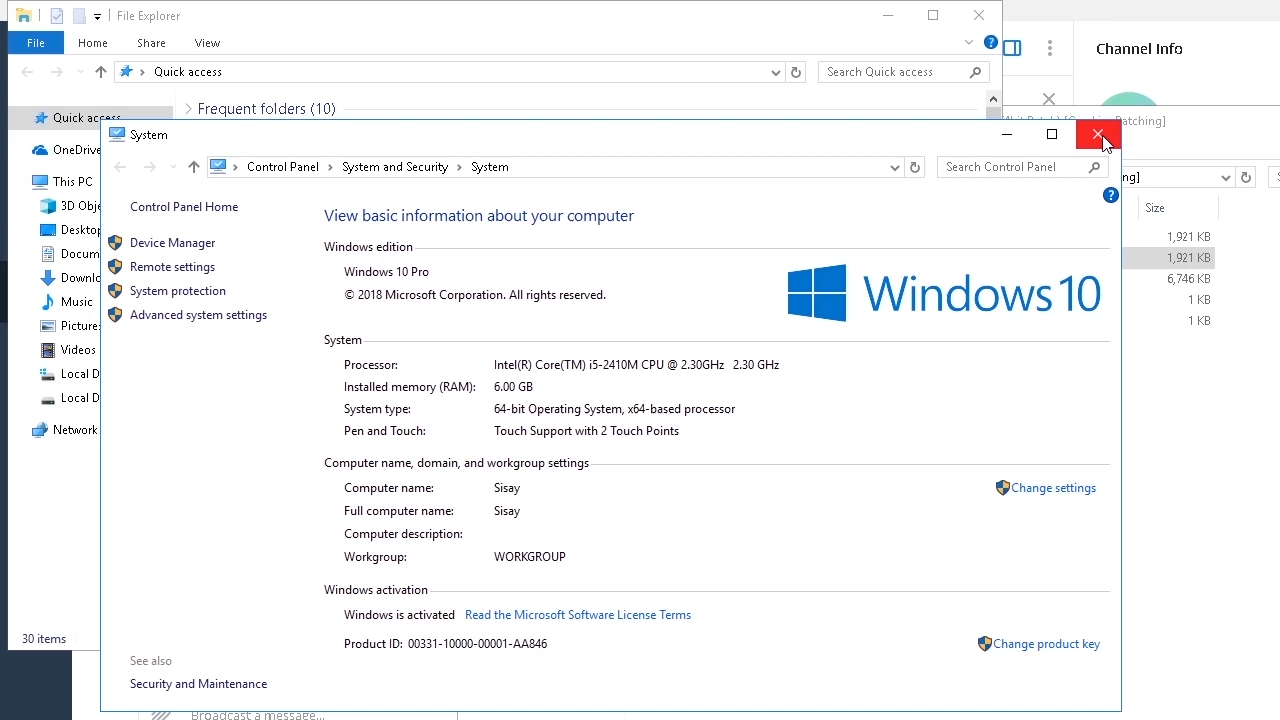 File Explorer
File Home Share View
Channel Info
Quick access
Search Quick access
Quick access
Frequent folders (10)
OneDrive
This PC
3D Obje
Desktop
Docum
Downlo
Music
Pictures
Videos
Local D
Local D
Network
30 items
System
Control Panel System and Security System
Search Control Panel
Control Panel Home
Device Manager
Remote settings
System protection
Advanced system settings
See also
Security and Maintenance
View basic information about your computer
Windows edition
Windows 10 Pro
© 2018 Microsoft Corporation. All rights reserved.
Windows 10
System
Processor: Intel(R) Core(TM) i5-2410M CPU @ 2.30GHz 2.30 GHz
Installed memory (RAM): 6.00 GB
System type: 64-bit Operating System, x64-based processor
Pen and Touch: Touch Support with 2 Touch Points
Computer name, domain, and workgroup settings
Computer name: Sisay
Change settings
Full computer name: Sisay
Computer description:
Workgroup: WORKGROUP
Windows activation
Windows is activated Read the Microsoft Software License Terms
Product ID: 00331-10000-00001-AA846
Change product key
atching]
ng]
Size
1,921 KB
1,921 KB
6,746 KB
1 KB
1 KB
Broadcast a message...